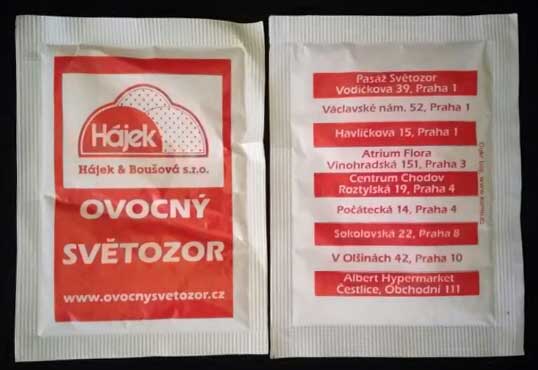 Hájek
Hájek & Boušová s.r.o.
OVOCNÝ
SVĚTOZOR
www.ovocnysvetozor.cz
Pasáž Světozor
Vodičkova 39, Praha 1
Václavské nám. 52, Praha 1
Havlíčkova 15, Praha 1
Atrium Flora
Vinohradská 151, Praha 3
Centrum Chodov
Roztylská 19, Praha 4
Počátecká 14, Praha 4
Sokolovská 22, Praha 8
V Olšinách 42, Praha 10
Albert Hypermarket
Čestlice, Obchodní 111